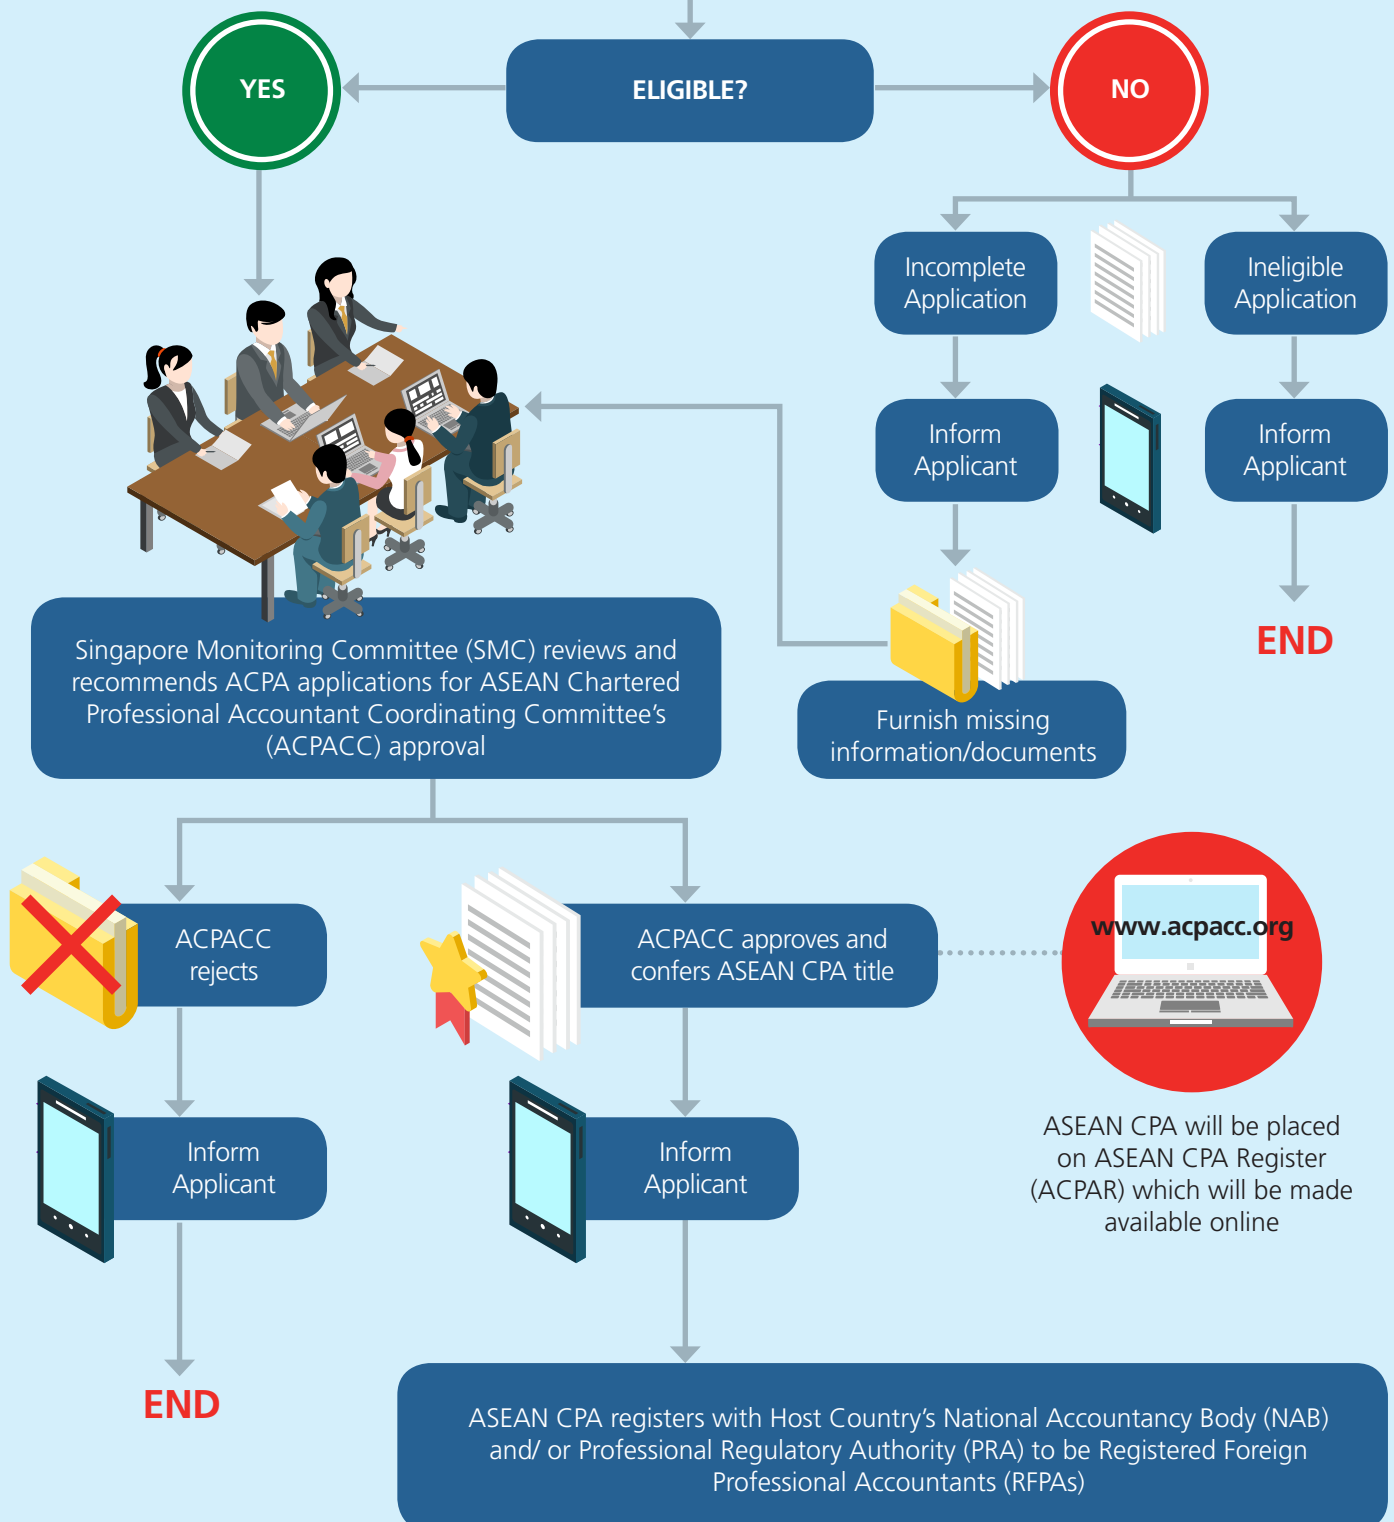 YES
ELIGIBLE?
NO
Incomplete
Application
Ineligible
Application
Inform
Applicant
Inform
Applicant
END
Furnish missing
information/documents
Singapore Monitoring Committee (SMC) reviews and
recommends ACPA applications for ASEAN Chartered
Professional Accountant Coordinating Committee’s
(ACPACC) approval
ACPACC
rejects
ACPACC approves and
confers ASEAN CPA title
www.acpacc.org
Inform
Applicant
Inform
Applicant
ASEAN CPA will be placed
on ASEAN CPA Register
(ACPAR) which will be made
available online
END
ASEAN CPA registers with Host Country’s National Accountancy Body (NAB)
and/ or Professional Regulatory Authority (PRA) to be Registered Foreign
Professional Accountants (RFPAs)